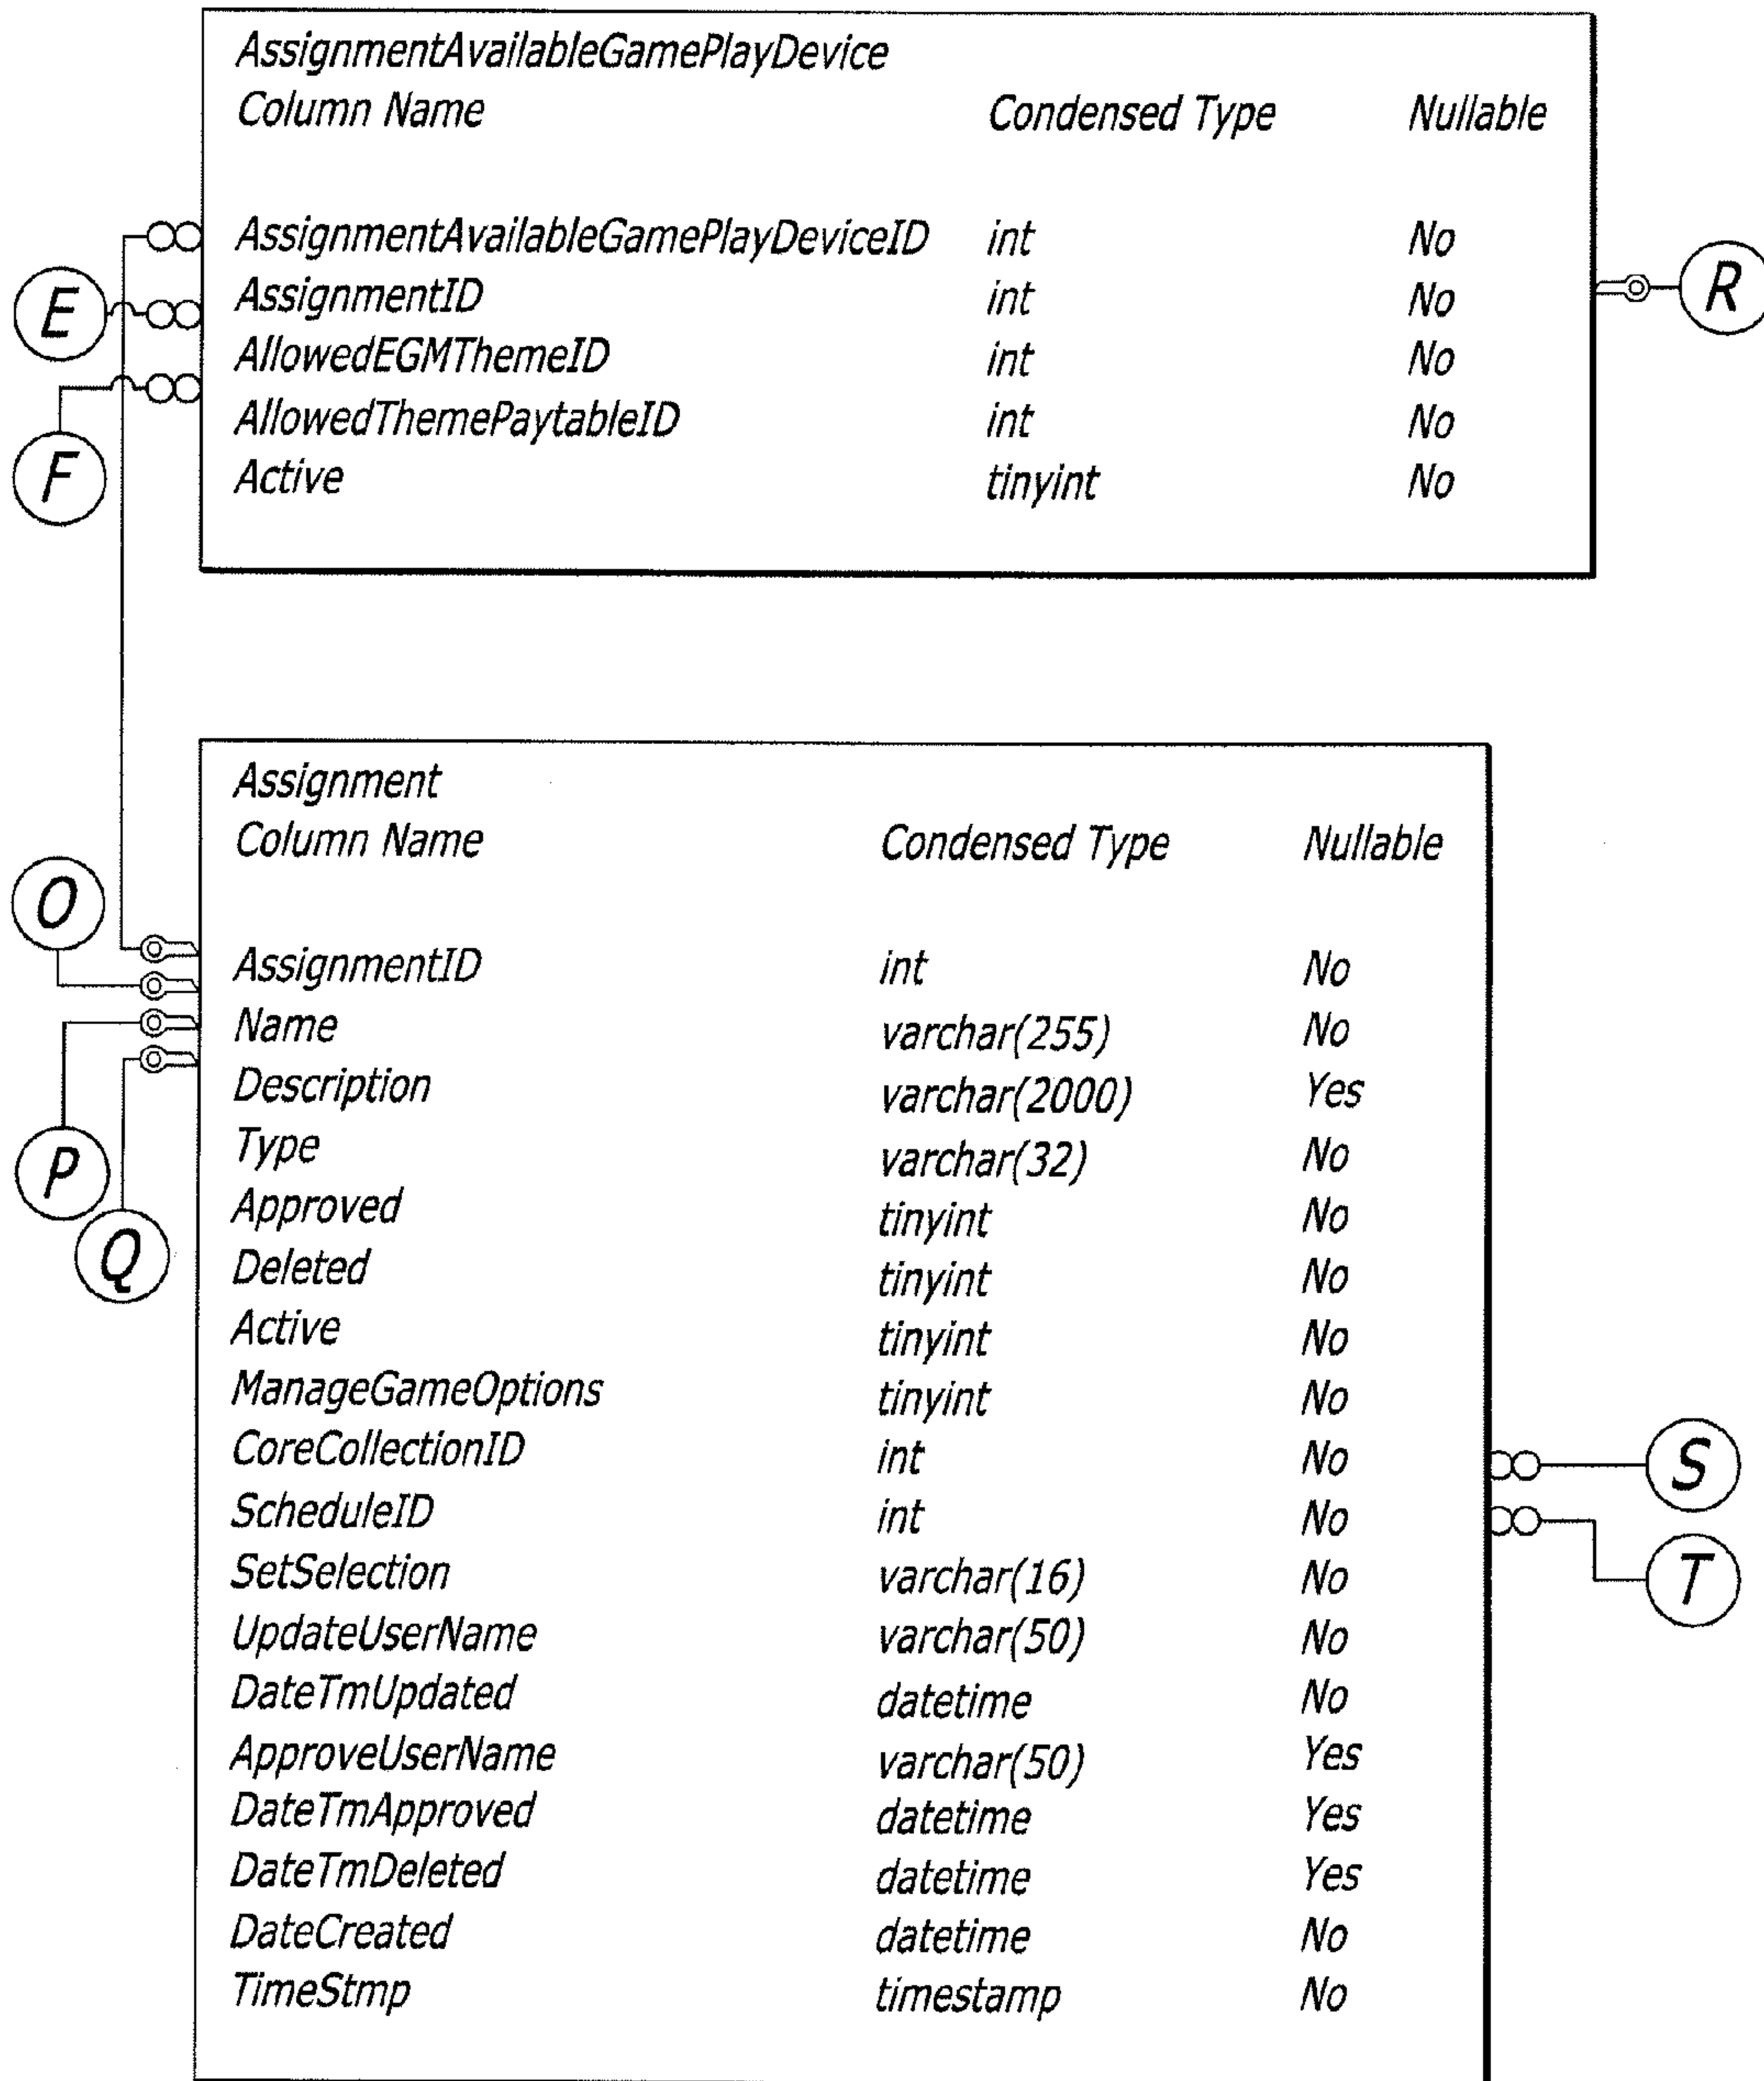 AssignmentAvailableGamePlayDevice
Column Name Condensed Type Nullable
AssignmentAvailableGamePlayDeviceID int No
AssignmentID int No
AllowedEGMThemeID int No
AllowedThemePaytableID int No
Active tinyint No
E
F
R
Assignment
Column Name Condensed Type Nullable
AssignmentID int No
Name varchar(255) No
Description varchar(2000) Yes
Type varchar(32) No
Approved tinyint No
Deleted tinyint No
Active tinyint No
ManageGameOptions tinyint No
CoreCollectionID int No
ScheduleID int No
SetSelection varchar(16) No
UpdateUserName varchar(50) No
DateTmUpdated datetime No
ApproveUserName varchar(50) Yes
DateTmApproved datetime Yes
DateTmDeleted datetime Yes
DateCreated datetime No
TimeStmp timestamp No
O
P
Q
S
T